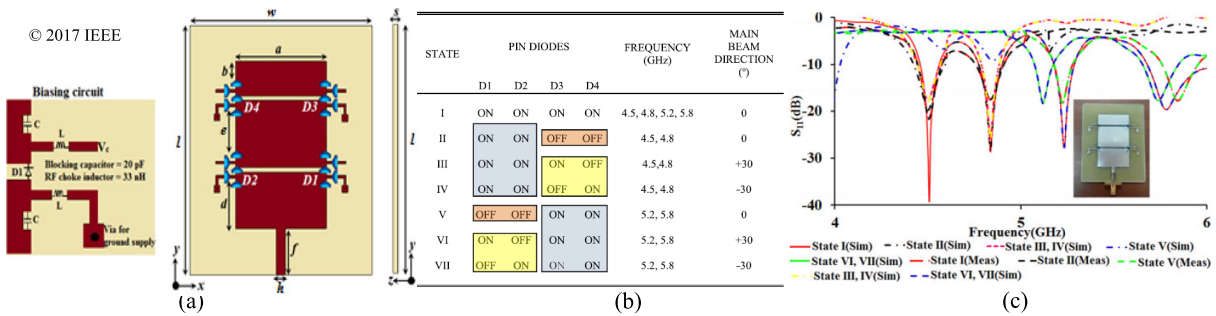 © 2017 IEEE
Biasing circuit
C
L
Vc
D1
Blocking capacitor = 20 pF
RF choke inductor = 33 nH
L
C
Via for
ground supply
w
s
l
a
b
D4 D3
e
D2 D1
d
f
h
y
x
l
y
z
(a)
STATE PIN DIODES FREQUENCY (GHz) MAIN BEAM DIRECTION (°)
D1 D2 D3 D4
I ON ON ON ON 4.5, 4.8, 5.2, 5.8 0
II ON ON OFF OFF 4.5, 4.8 0
III ON ON ON OFF 4.5,4.8 +30
IV ON ON OFF ON 4.5, 4.8 -30
V OFF OFF ON ON 5.2, 5.8 0
VI ON OFF ON ON 5.2, 5.8 +30
VII OFF ON ON ON 5.2, 5.8 -30
(b)
0
-10
-20
-30
-40
S11(dB)
4 5 6
Frequency(GHz)
State I(Sim) State II(Sim) State III, IV(Sim) State V(Sim)
State VI, VII(Sim) State I(Meas) State II(Meas) State V(Meas)
State III, IV(Sim) State VI, VII(Sim)
(c)